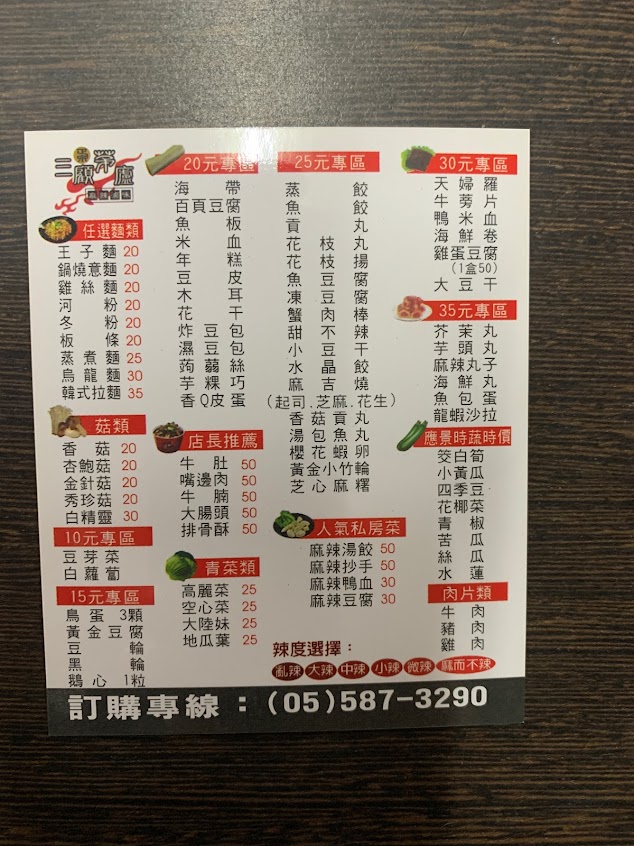 三顧茅廬
任選麵類
王子麵 20
鍋燒意麵 20
雞絲麵 20
河粉 20
冬粉 20
板條 20
蒸煮麵 25
烏龍麵 30
韓式拉麵 35
菇類
香菇 20
杏鮑菇 20
金針菇 20
秀珍菇 20
白精靈 30
10元專區
豆芽菜
白蘿蔔
15元專區
鳥蛋 3顆
黃金豆腐
豆輪
黑輪
鵝心 1粒
20元專區
海帶
百頁豆腐
魚板
米血
年糕
豆皮
木耳
花干
炸豆包
濕豆包
蒟蒻絲
芋粿巧
香Q皮蛋
店長推薦
牛肚 50
嘴邊肉 50
牛腩 50
大腸頭 50
排骨酥 50
青菜類
高麗菜 25
空心菜 25
大陸妹 25
地瓜葉 25
25元專區
蒸餃
魚餃
貢丸
花枝丸
花枝揚
魚豆腐
凍豆腐
蟹肉棒
甜不辣
小豆干
水晶餃
麻吉燒
(起司.芝麻.花生)
香菇貢丸
湯包魚丸
櫻花蝦卵
黃金小竹輪
芝心麻糬
人氣私房菜
麻辣湯餃 50
麻辣抄手 50
麻辣鴨血 30
麻辣豆腐 30
30元專區
天婦羅
牛蒡片
鴨米血
海鮮卷
雞蛋豆腐
(1盒50)
大豆干
35元專區
芥茉丸
芋頭丸
麻辣丸子
海鮮丸
魚包蛋
龍蝦沙拉
應景時蔬時價
筊白筍
小黃瓜
四季豆
花椰菜
青椒
苦瓜
絲瓜
水蓮
肉片類
牛肉
豬肉
雞肉
辣度選擇：
亂辣 大辣 中辣 小辣 微辣 麻而不辣
訂購專線：(05)587-3290